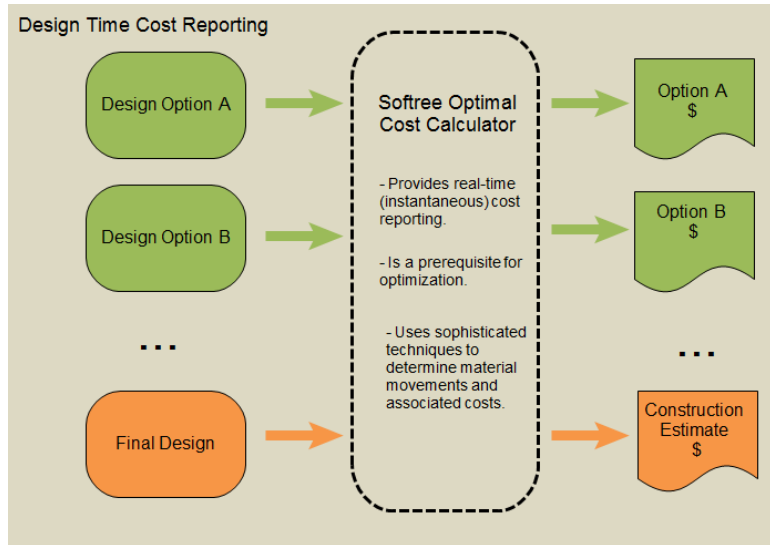 Design Time Cost Reporting
Design Option A
Softree Optimal
Cost Calculator
Option A
$
- Provides real-time
(instantaneous) cost
reporting.
Design Option B
Option B
$
- Is a prerequisite for
optimization.
...
- Uses sophisticated
techniques to
determine material
movements and
associated costs.
...
Final Design
Construction
Estimate
$